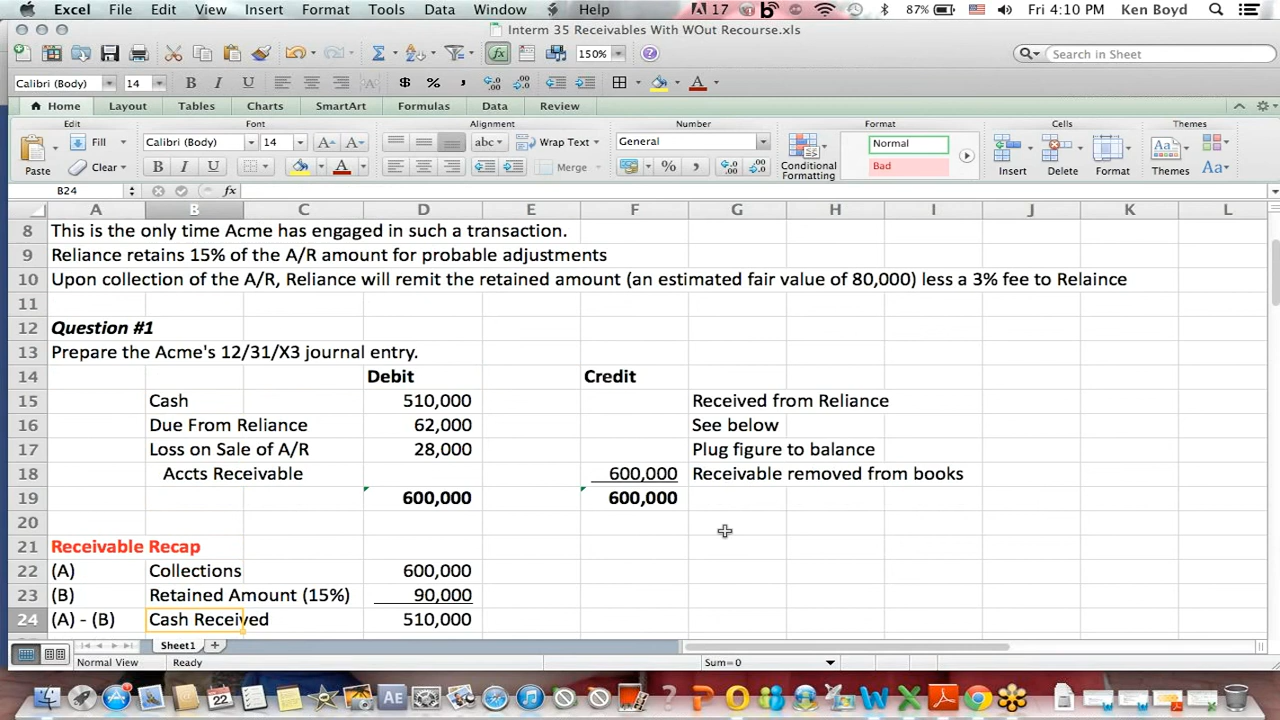 Excel File Edit View Insert Format Tools Data Window Help 17 87% Fri 4:10 PM Ken Boyd
Interm 35 Receivables With WOut Recourse.xls
150% Search in Sheet
Calibri (Body) 14 B I U $ %
Home Layout Tables Charts SmartArt Formulas Data Review
Edit Font Alignment Number Format Cells Themes
Fill Calibri (Body) 14 A A abc Wrap Text General Normal
Paste Clear B I U A Merge % Conditional Formatting Bad Insert Delete Format Themes Aa
B24 fx
A B C D E F G H I J K L
8 This is the only time Acme has engaged in such a transaction.
9 Reliance retains 15% of the A/R amount for probable adjustments
10 Upon collection of the A/R, Reliance will remit the retained amount (an estimated fair value of 80,000) less a 3% fee to Relaince
11
12 Question #1
13 Prepare the Acme's 12/31/X3 journal entry.
14 Debit Credit
15 Cash 510,000 Received from Reliance
16 Due From Reliance 62,000 See below
17 Loss on Sale of A/R 28,000 Plug figure to balance
18 Accts Receivable 600,000 Receivable removed from books
19 600,000 600,000
20
21 Receivable Recap
22 (A) Collections 600,000
23 (B) Retained Amount (15%) 90,000
24 (A) - (B) Cash Received 510,000
Sheet1
Normal View Ready Sum=0